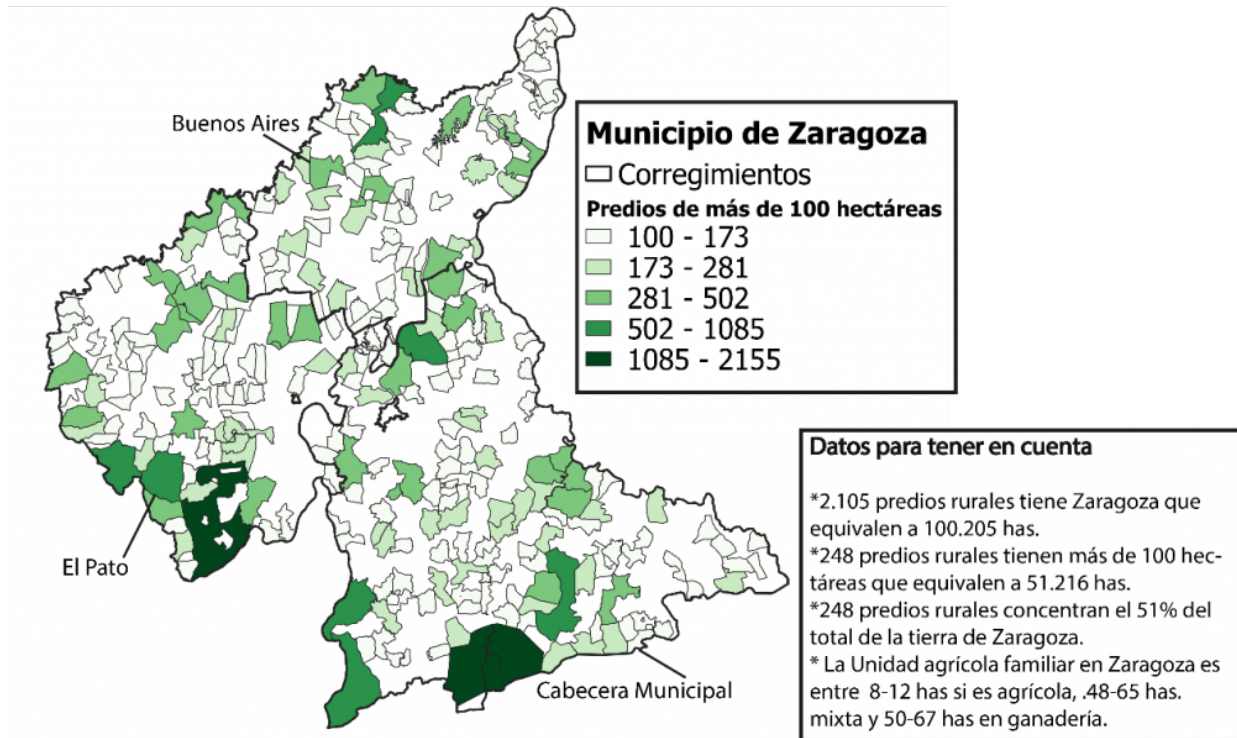 Buenos Aires
El Pato
Cabecera Municipal
Municipio de Zaragoza
Corregimientos
Predios de más de 100 hectáreas
100 - 173
173 - 281
281 - 502
502 - 1085
1085 - 2155
Datos para tener en cuenta
*2.105 predios rurales tiene Zaragoza que
equivalen a 100.205 has.
*248 predios rurales tienen más de 100 hec-
táreas que equivalen a 51.216 has.
*248 predios rurales concentran el 51% del
total de la tierra de Zaragoza.
* La Unidad agrícola familiar en Zaragoza es
entre 8-12 has si es agrícola, .48-65 has.
mixta y 50-67 has en ganadería.